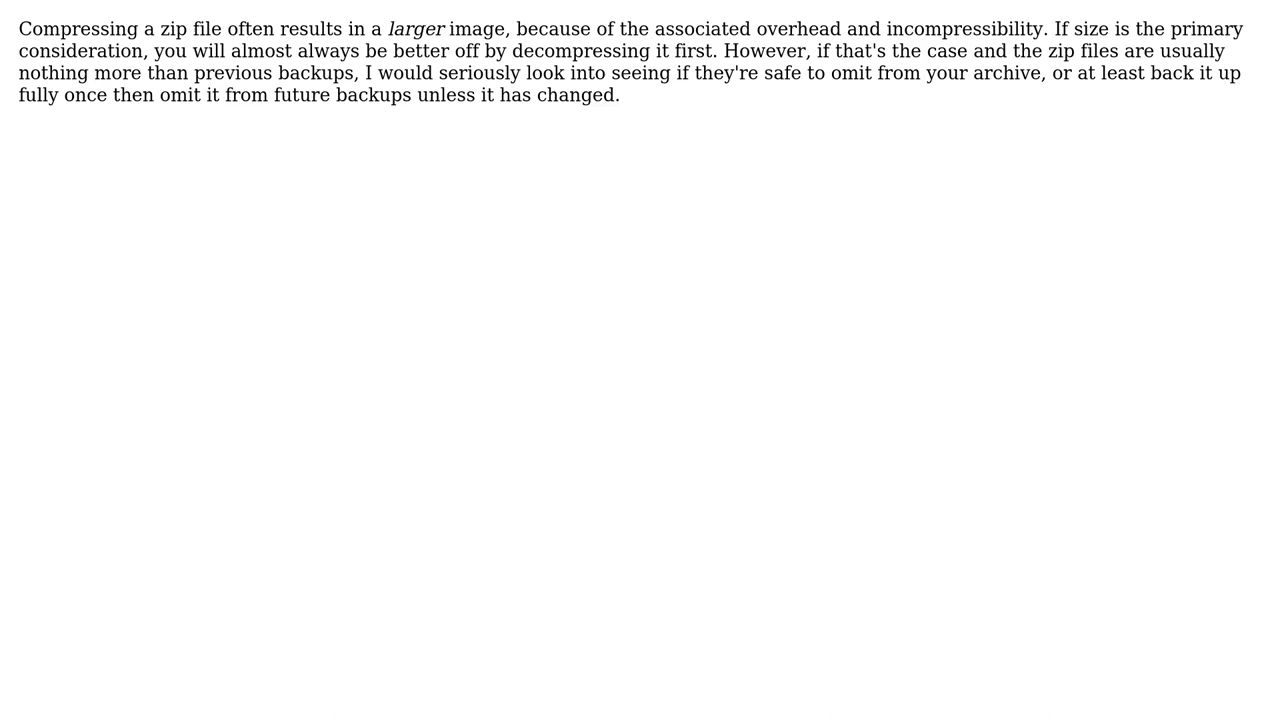 Compressing a zip file often results in a larger image, because of the associated overhead and incompressibility. If size is the primary
consideration, you will almost always be better off by decompressing it first. However, if that's the case and the zip files are usually
nothing more than previous backups, I would seriously look into seeing if they're safe to omit from your archive, or at least back it up
fully once then omit it from future backups unless it has changed.